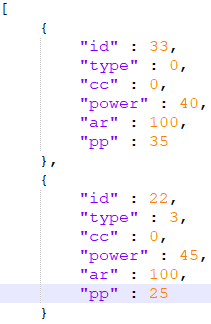 [
{
"id" : 33,
"type" : 0,
"cc" : 0,
"power" : 40,
"ar" : 100,
"pp" : 35
},
{
"id" : 22,
"type" : 3,
"cc" : 0,
"power" : 45,
"ar" : 100,
"pp" : 25
}